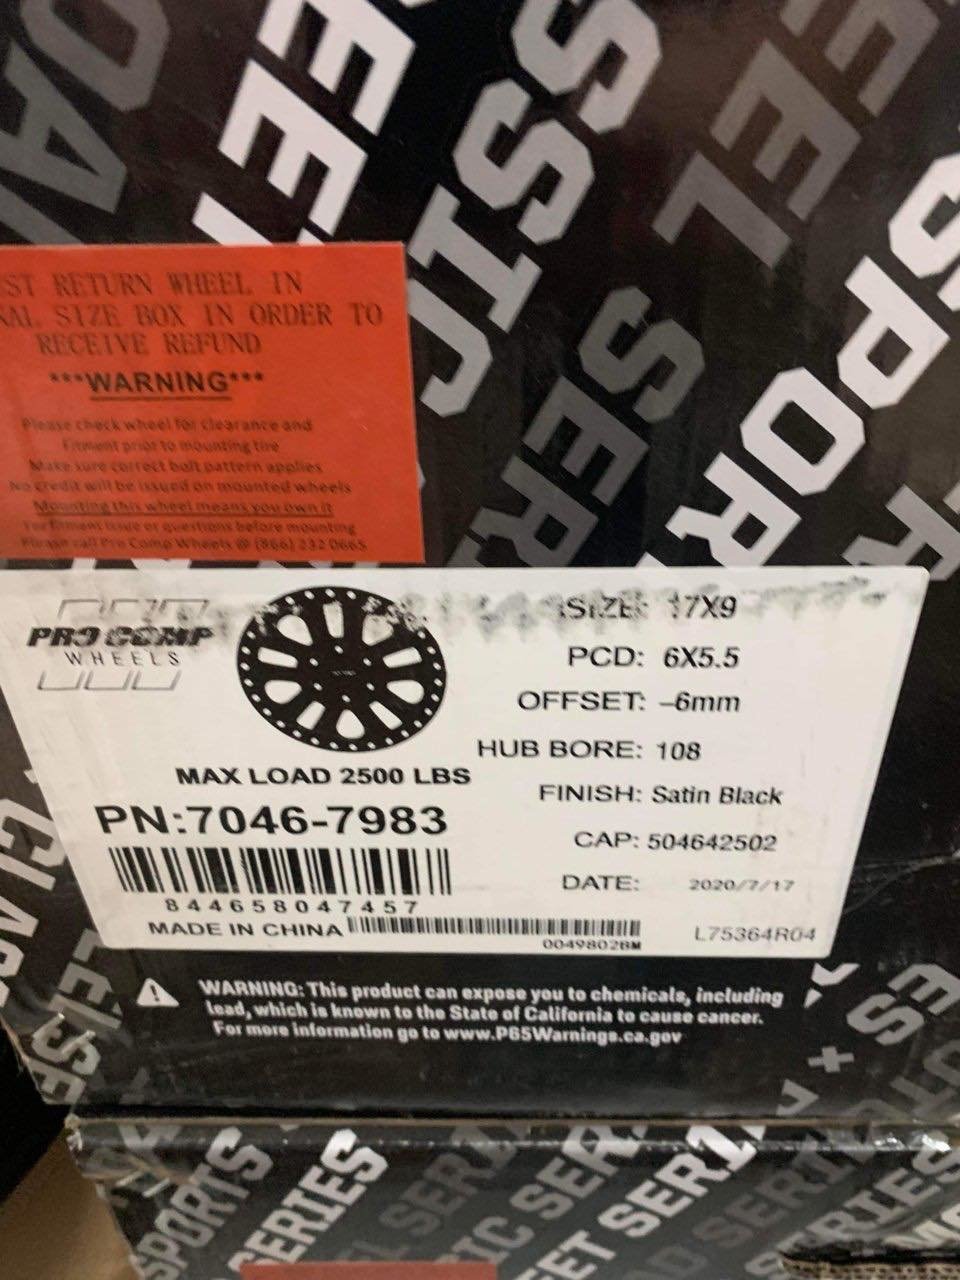 RETURN WHEEL IN
SIZE BOX IN ORDER TO
RECEIVE REFUND
***WARNING***
Please check wheel for clearance and
Fitment prior to mounting tire
Make sure correct bolt pattern applies
No credit will be issued on mounted wheels
Mounting this wheel means you own it
For fitment issue or questions before mounting
Please call Pro Comp Wheels @ (866) 232 0665
PRO COMP
WHEELS
SIZE: 17X9
PCD: 6X5.5
OFFSET: -6mm
HUB BORE: 108
FINISH: Satin Black
CAP: 504642502
DATE: 2020/7/17
L75364R04
MAX LOAD 2500 LBS
PN:7046-7983
844658047457
MADE IN CHINA
0049802BM
WARNING: This product can expose you to chemicals, including
lead, which is known to the State of California to cause cancer.
For more information go to www.P65Warnings.ca.gov
SPORTS
SERIES